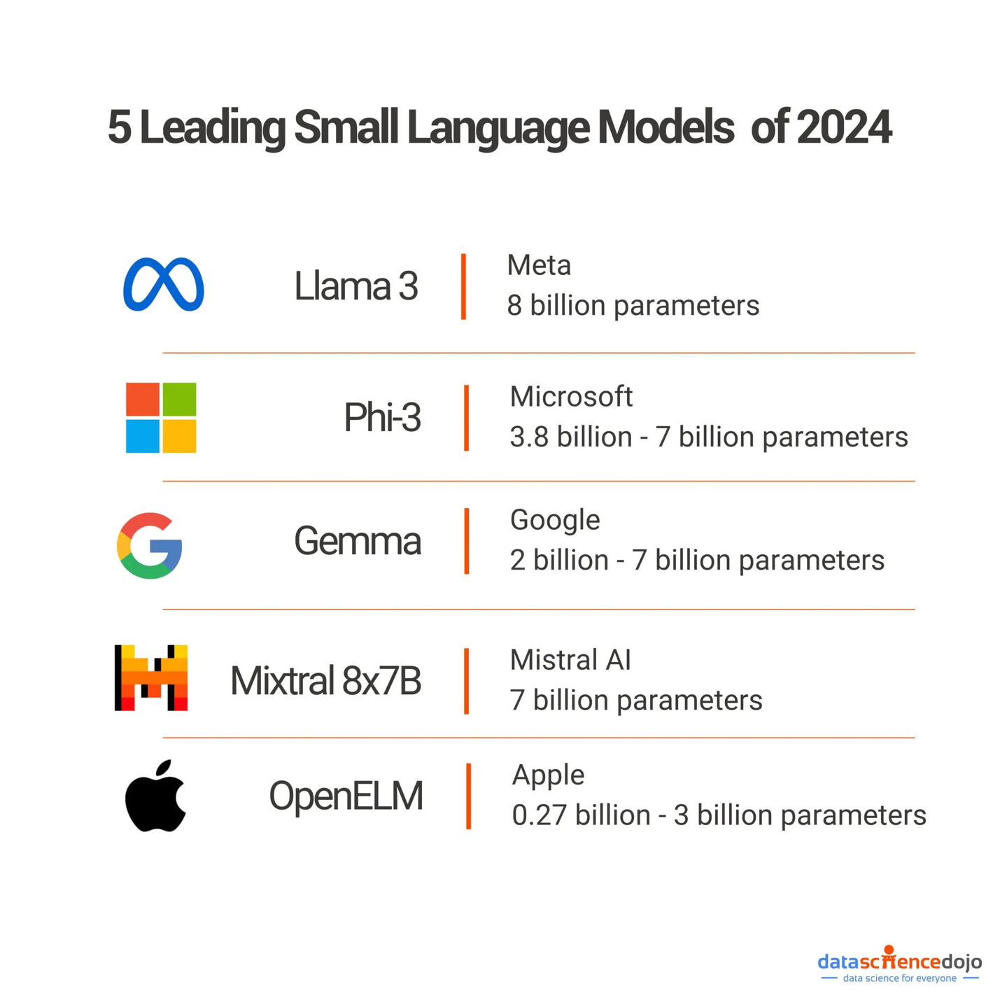 5 Leading Small Language Models of 2024
Llama 3
Meta
8 billion parameters
Phi-3
Microsoft
3.8 billion - 7 billion parameters
Gemma
Google
2 billion - 7 billion parameters
Mixtral 8x7B
Mistral AI
7 billion parameters
OpenELM
Apple
0.27 billion - 3 billion parameters
datasciencedojo
data science for everyone